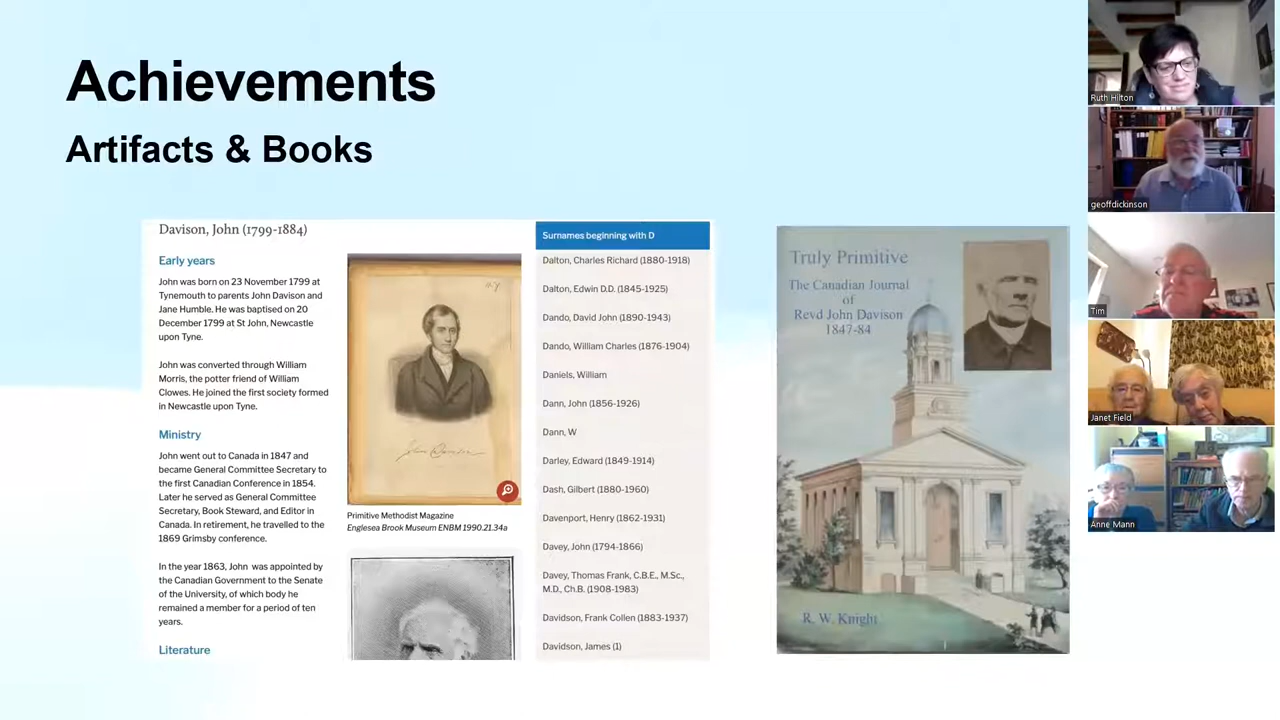 Achievements
Artifacts & Books
Davison, John (1799-1884)
Early years
John was born on 23 November 1799 at
Tynemouth to parents John Davison and
Jane Humble. He was baptised on 20
December 1799 at St John, Newcastle
upon Tyne.
John was converted through William
Morris, the potter friend of William
Clowes. He joined the first society formed
in Newcastle upon Tyne.
Ministry
John went out to Canada in 1847 and
became General Committee Secretary to
the first Canadian Conference in 1854.
Later he served as General Committee
Secretary, Book Steward, and Editor in
Canada. In retirement, he travelled to the
1869 Grimsby conference.
In the year 1863, John was appointed by
the Canadian Government to the Senate
of the University, of which body he
remained a member for a period of ten
years.
Literature
John Davison
Primitive Methodist Magazine
Englesea Brook Museum ENBM 1990.21.34a
Surnames beginning with D
Dalton, Charles Richard (1880-1918)
Dalton, Edwin D.D. (1845-1925)
Dando, David John (1890-1943)
Dando, William Charles (1876-1904)
Daniels, William
Dann, John (1856-1926)
Dann, W
Darley, Edward (1849-1914)
Dash, Gilbert (1880-1960)
Davenport, Henry (1862-1931)
Davey, John (1794-1866)
Davey, Thomas Frank, C.B.E., M.Sc.,
M.D., Ch.B. (1908-1983)
Davidson, Frank Collen (1883-1937)
Davidson, James (1)
Truly Primitive
The Canadian Journal
of
Revd John Davison
1847-84
R. W. Knight
Ruth Hilton
geoffdickinson
Tim
Janet Field
Anne Mann